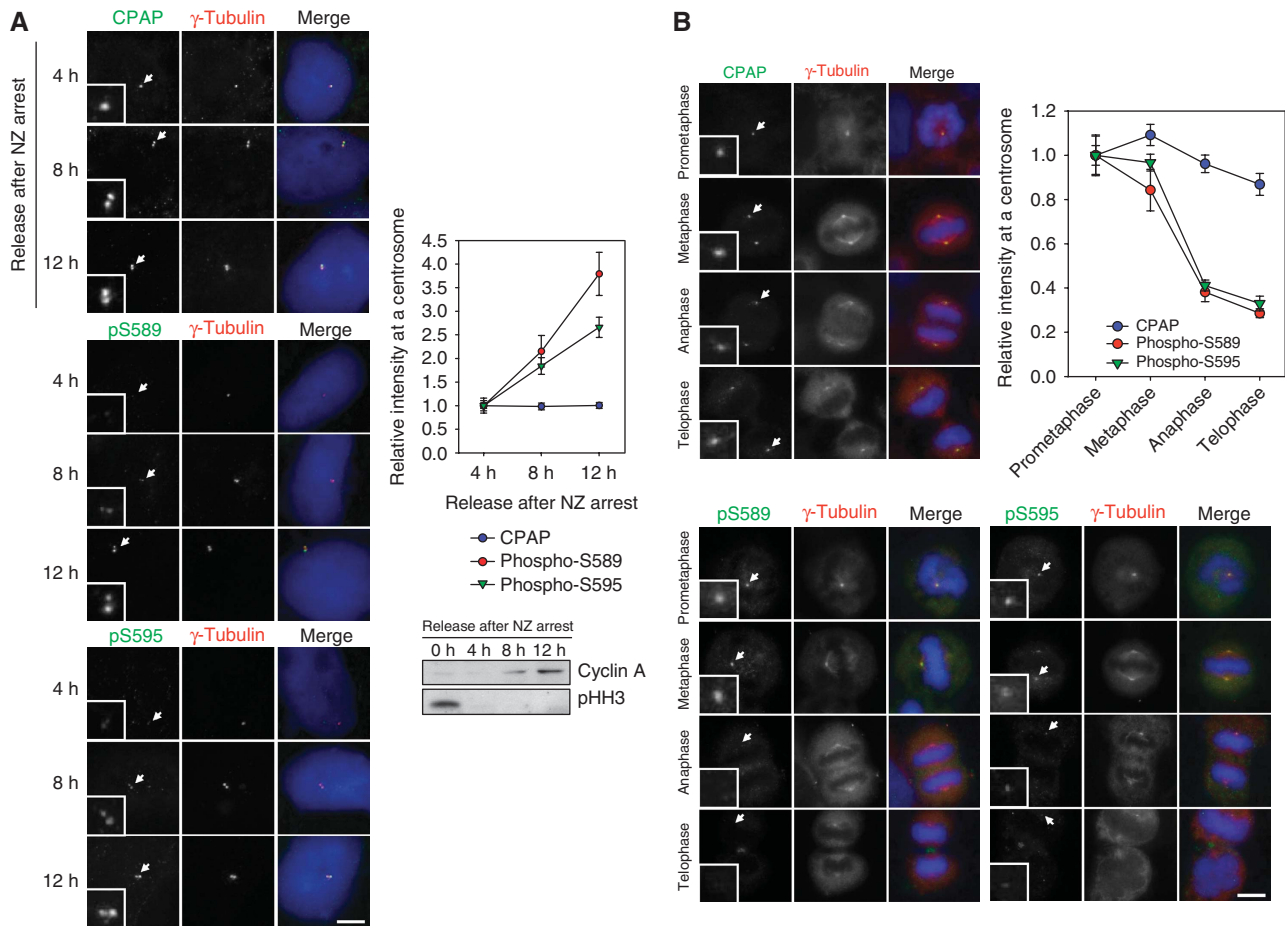 A
CPAP γ-Tubulin Merge
Release after NZ arrest
4 h
8 h
12 h
pS589 γ-Tubulin Merge
4 h
8 h
12 h
pS595 γ-Tubulin Merge
4 h
8 h
12 h
Relative intensity at a centrosome
4.5
4.0
3.5
3.0
2.5
2.0
1.5
1.0
0.5
0.0
4 h 8 h 12 h
Release after NZ arrest
CPAP
Phospho-S589
Phospho-S595
Release after NZ arrest
0 h 4 h 8 h 12 h
Cyclin A
pHH3
B
CPAP γ-Tubulin Merge
Prometaphase
Metaphase
Anaphase
Telophase
Relative intensity at a centrosome
1.2
1.0
0.8
0.6
0.4
0.2
0.0
CPAP
Phospho-S589
Phospho-S595
Prometaphase
Metaphase
Anaphase
Telophase
pS589 γ-Tubulin Merge
Prometaphase
Metaphase
Anaphase
Telophase
pS595 γ-Tubulin Merge